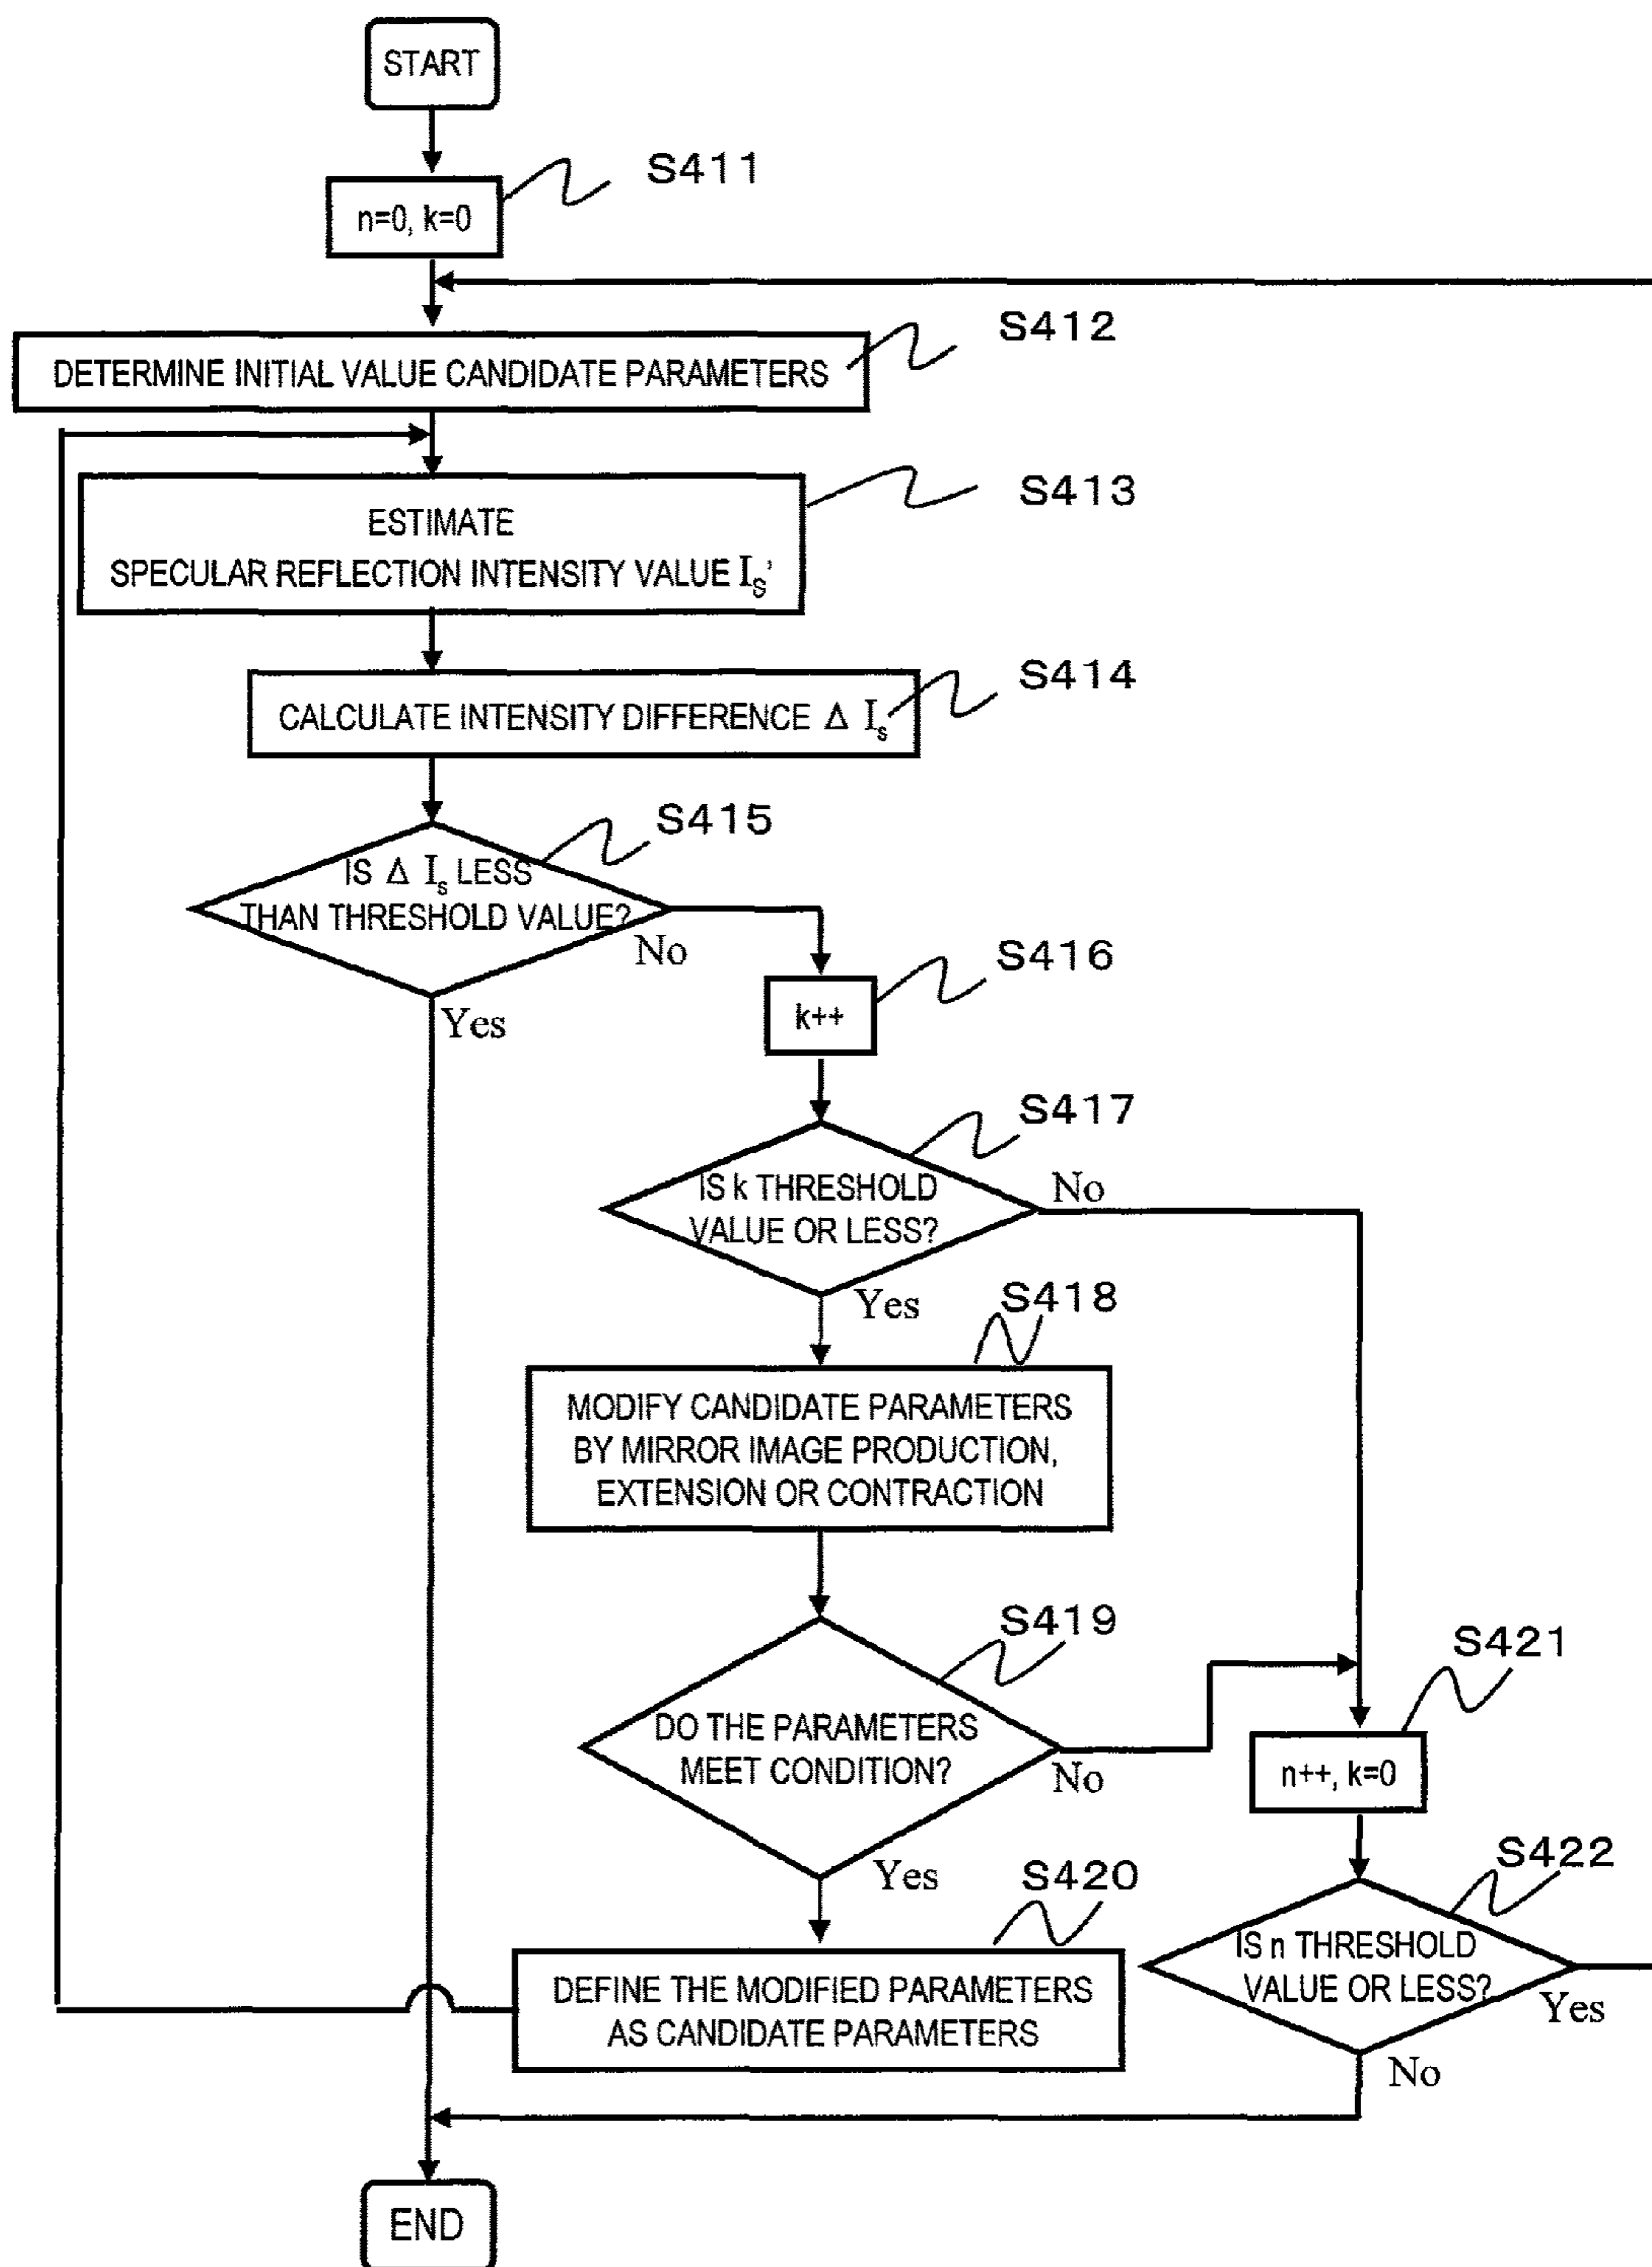 START
S411
n=0, k=0
S412
DETERMINE INITIAL VALUE CANDIDATE PARAMETERS
S413
ESTIMATE
SPECULAR REFLECTION INTENSITY VALUE Is'
S414
CALCULATE INTENSITY DIFFERENCE Δ Is
S415
IS Δ Is LESS
THAN THRESHOLD VALUE?
No
Yes
S416
k++
S417
IS k THRESHOLD
VALUE OR LESS?
No
Yes
S418
MODIFY CANDIDATE PARAMETERS
BY MIRROR IMAGE PRODUCTION,
EXTENSION OR CONTRACTION
S419
DO THE PARAMETERS
MEET CONDITION?
No
Yes
S421
n++, k=0
S420
DEFINE THE MODIFIED PARAMETERS
AS CANDIDATE PARAMETERS
S422
IS n THRESHOLD
VALUE OR LESS?
Yes
No
END